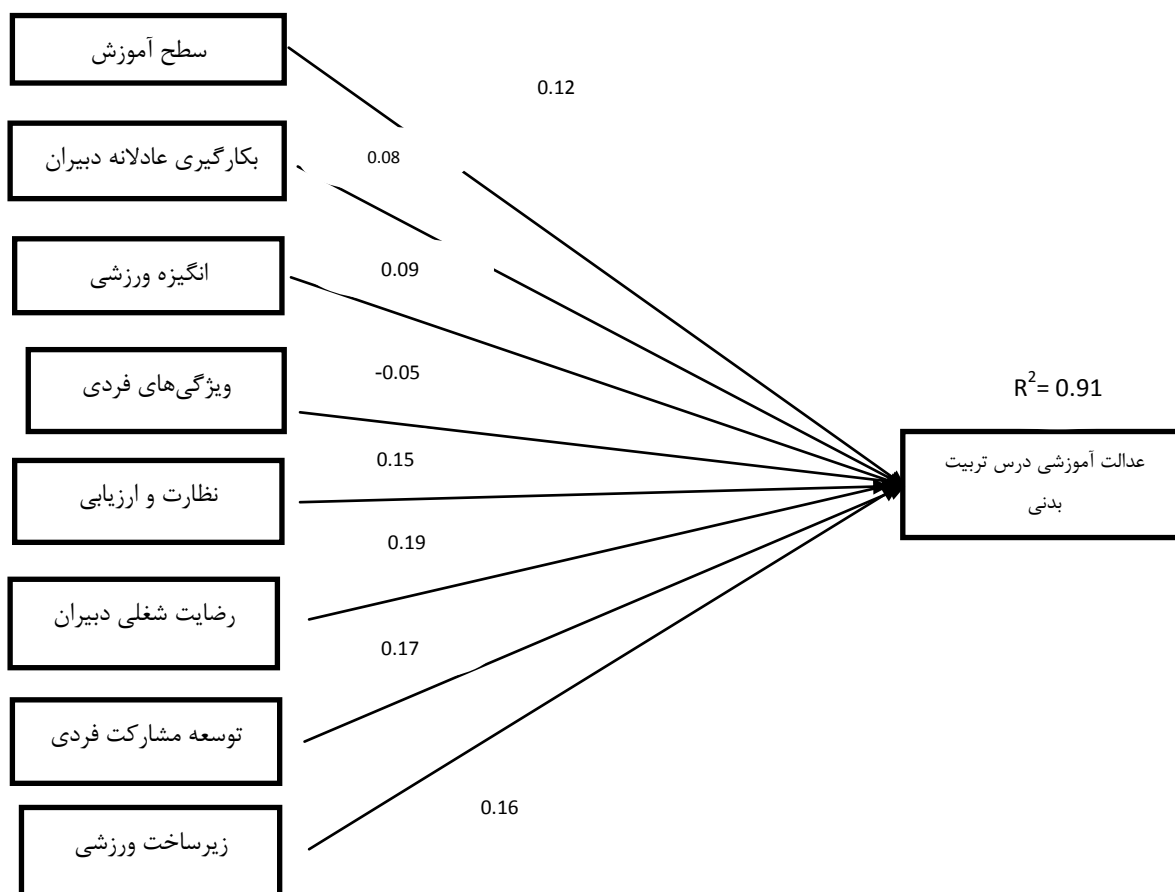 سطح آموزش
0.12
بکارگیری عادلانه دبیران
0.08
انگیزه ورزشی
0.09
ویژگی‌های فردی
-0.05
R²= 0.91
نظارت و ارزیابی
0.15
عدالت آموزشی درس تربیت
بدنی
0.19
رضایت شغلی دبیران
0.17
توسعه مشارکت فردی
0.16
زیرساخت ورزشی